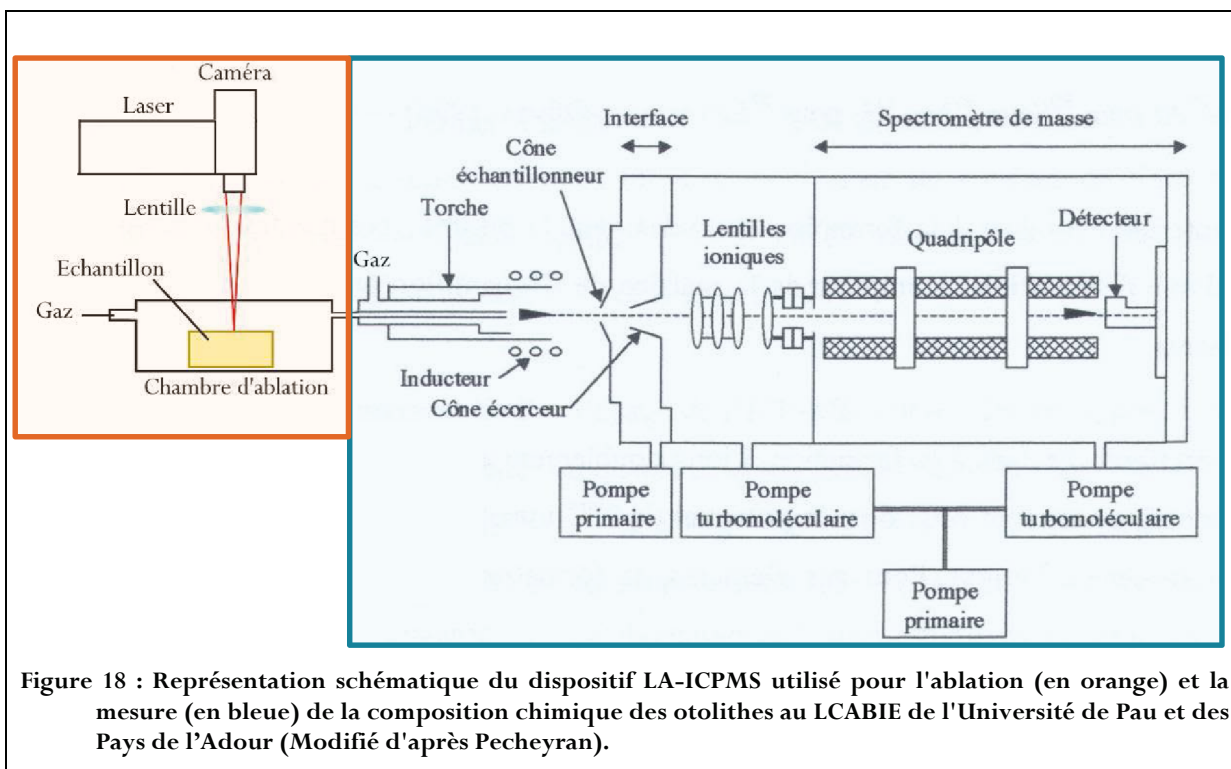 Caméra
Laser
Lentille
Echantillon
Gaz
Chambre d'ablation
Interface
Spectromètre de masse
Cône
échantillonneur
Torche
Gaz
Lentilles
ioniques
Quadripôle
Détecteur
Inducteur
Cône écorceur
Pompe
primaire
Pompe
turbomoléculaire
Pompe
turbomoléculaire
Pompe
primaire
Figure 18 : Représentation schématique du dispositif LA-ICPMS utilisé pour l'ablation (en orange) et la
mesure (en bleue) de la composition chimique des otolithes au LCABIE de l'Université de Pau et des
Pays de l'Adour (Modifié d'après Pecheyran).